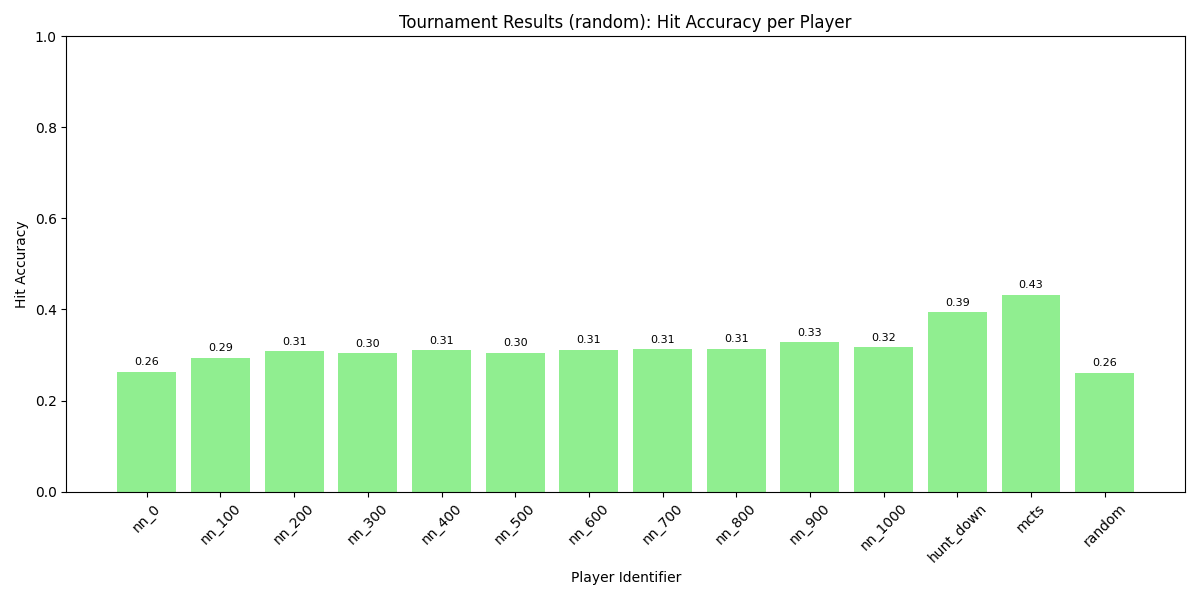 Tournament Results (random): Hit Accuracy per Player
Hit Accuracy
1.0
0.8
0.6
0.4
0.2
0.0
0.26
0.29
0.31
0.30
0.31
0.30
0.31
0.31
0.31
0.33
0.32
0.39
0.43
0.26
nn_0
nn_100
nn_200
nn_300
nn_400
nn_500
nn_600
nn_700
nn_800
nn_900
nn_1000
hunt_down
mcts
random
Player Identifier